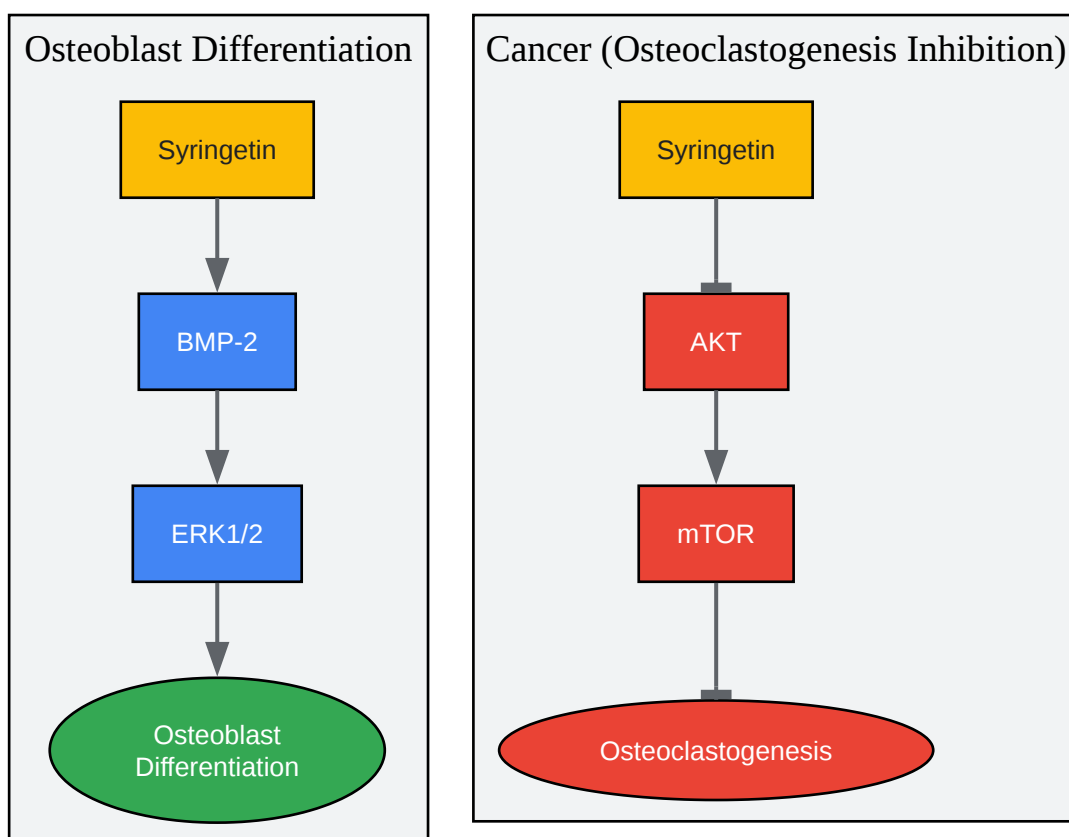 Osteoblast Differentiation
Syringetin
BMP-2
ERK1/2
Osteoblast
Differentiation
Cancer (Osteoclastogenesis Inhibition)
Syringetin
AKT
mTOR
Osteoclastogenesis